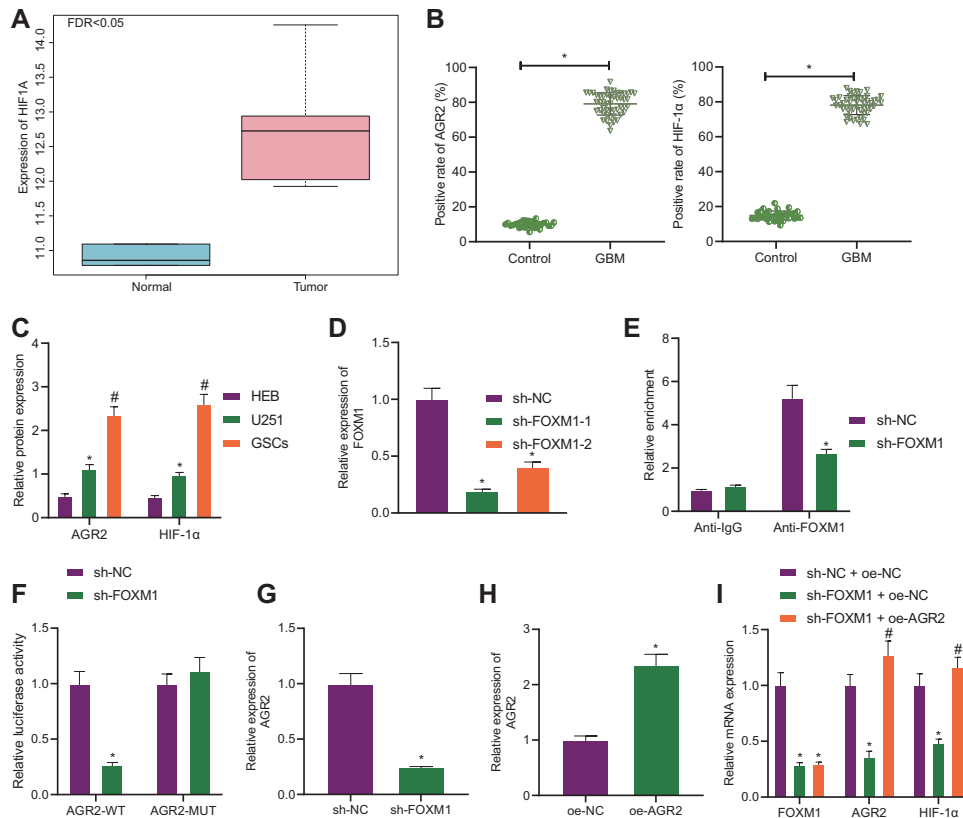 A
FDR<0.05
Expression of HIF1A
14.0
13.5
13.0
12.5
12.0
11.5
11.0
Normal
Tumor
B
Positive rate of AGR2 (%)
100
80
60
40
20
0
*
Control
GBM
Positive rate of HIF-1α (%)
100
80
60
40
20
0
*
Control
GBM
C
Relative protein expression
4
3
2
1
0
*
#
*
#
AGR2
HIF-1α
HEB
U251
GSCs
D
Relative expression of
FOXM1
1.5
1.0
0.5
0.0
*
*
sh-NC
sh-FOXM1-1
sh-FOXM1-2
E
Relative enrichment
8
6
4
2
0
*
Anti-IgG
Anti-FOXM1
sh-NC
sh-FOXM1
F
sh-NC
sh-FOXM1
Relative luciferase activity
1.5
1.0
0.5
0.0
*
AGR2-WT
AGR2-MUT
G
Relative expression of
AGR2
1.5
1.0
0.5
0.0
*
sh-NC
sh-FOXM1
H
Relative expression of
AGR2
3
2
1
0
*
oe-NC
oe-AGR2
I
sh-NC + oe-NC
sh-FOXM1 + oe-NC
sh-FOXM1 + oe-AGR2
Relative mRNA expression
1.5
1.0
0.5
0.0
*
*
*
#
*
#
FOXM1
AGR2
HIF-1α